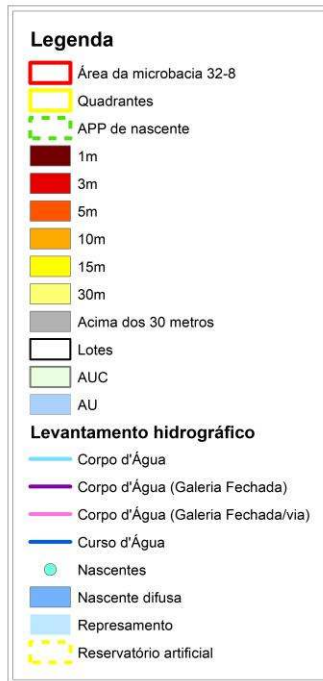 Legenda
Área da microbacia 32-8
Quadrantes
APP de nascente
1m
3m
5m
10m
15m
30m
Acima dos 30 metros
Lotes
AUC
AU
Levantamento hidrográfico
Corpo d'Água
Corpo d'Água (Galeria Fechada)
Corpo d'Água (Galeria Fechada/via)
Curso d'Água
Nascentes
Nascente difusa
Represamento
Reservatório artificial